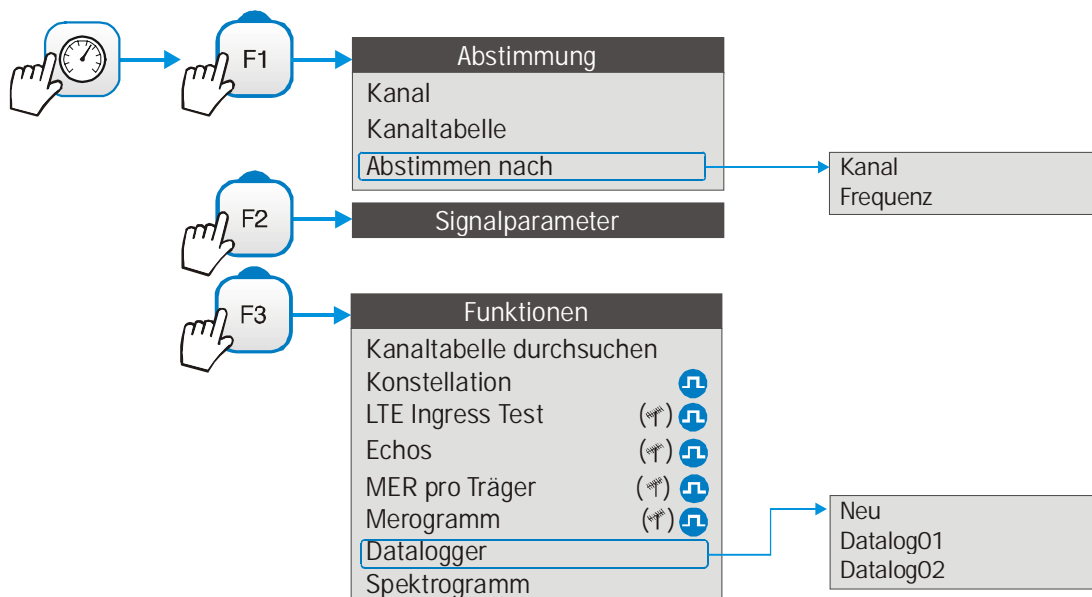 F1
Abstimmung
Kanal
Kanaltabelle
Abstimmen nach
Kanal
Frequenz
F2
Signalparameter
F3
Funktionen
Kanaltabelle durchsuchen
Konstellation
LTE Ingress Test
Echos
MER pro Träger
Merogramm
Datalogger
Spektrogramm
Neu
Datalog01
Datalog02